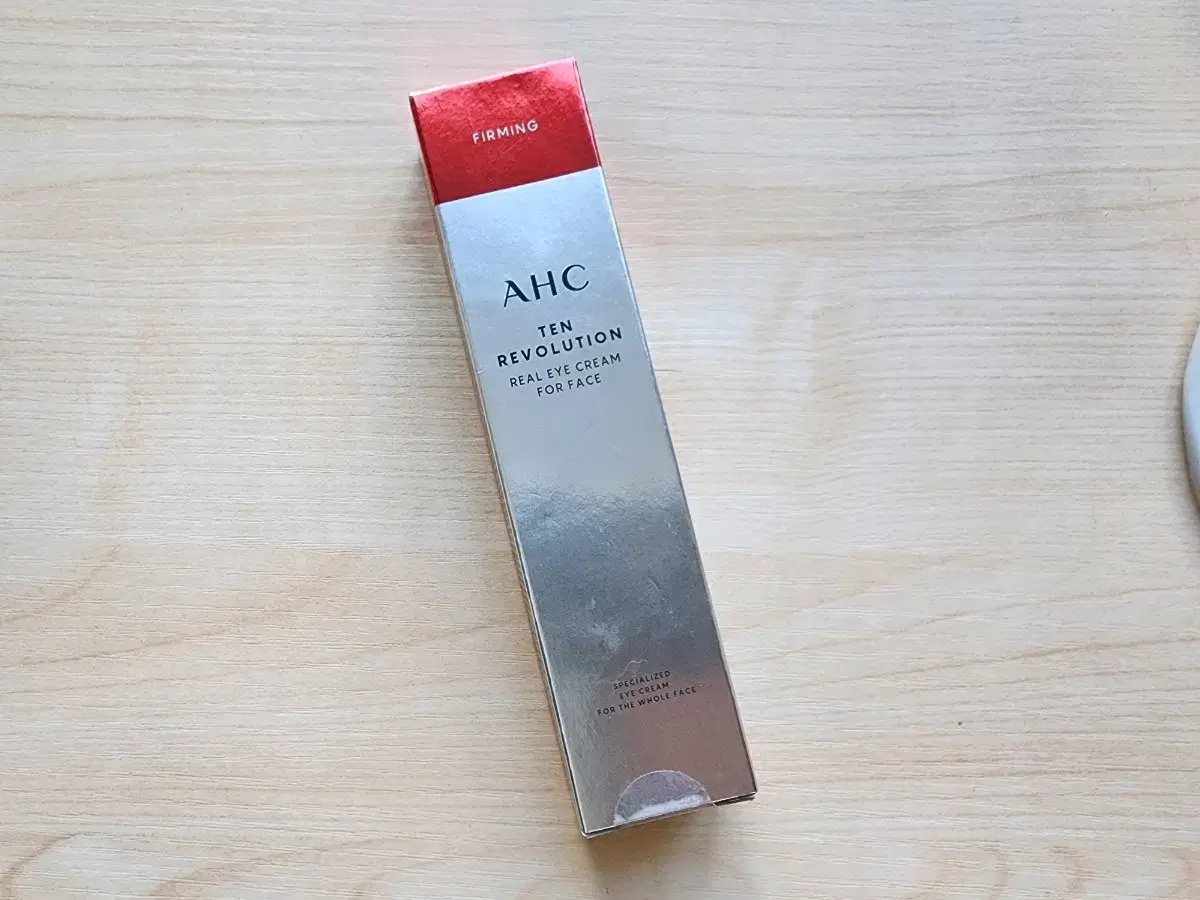 FIRMING
AHC
TEN
REVOLUTION
REAL EYE CREAM
FOR FACE
SPECIALIZED
EYE CREAM
FOR THE WHOLE FACE